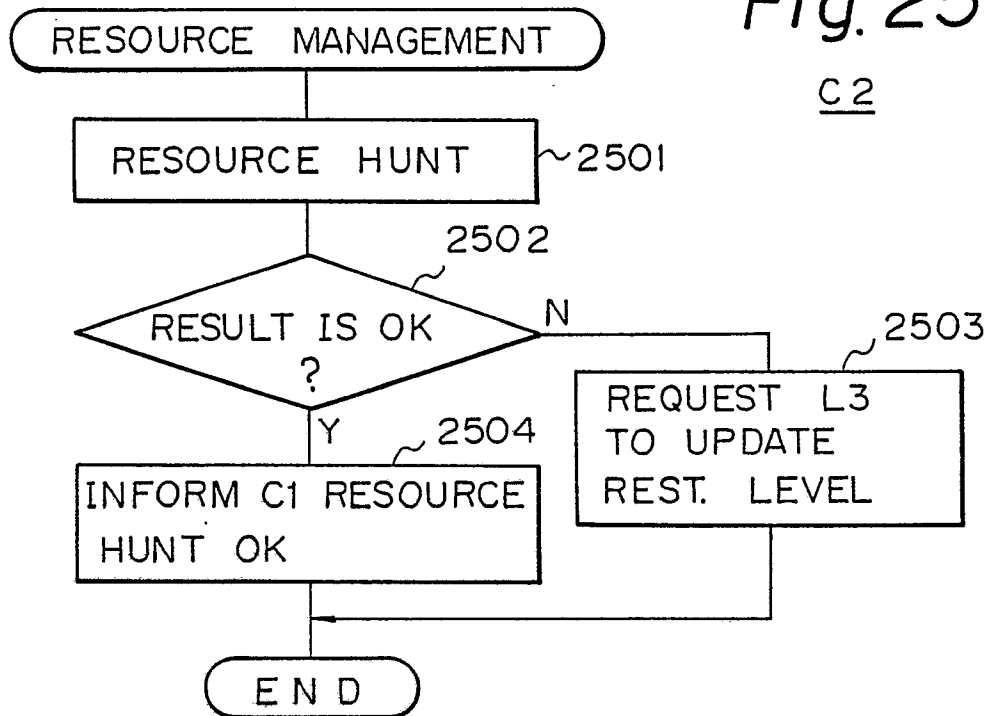 Fig. 25
C2
RESOURCE MANAGEMENT
RESOURCE HUNT
2501
2502
RESULT IS OK
?
N
Y
2503
REQUEST L3
TO UPDATE
REST. LEVEL
2504
INFORM C1 RESOURCE
HUNT OK
END